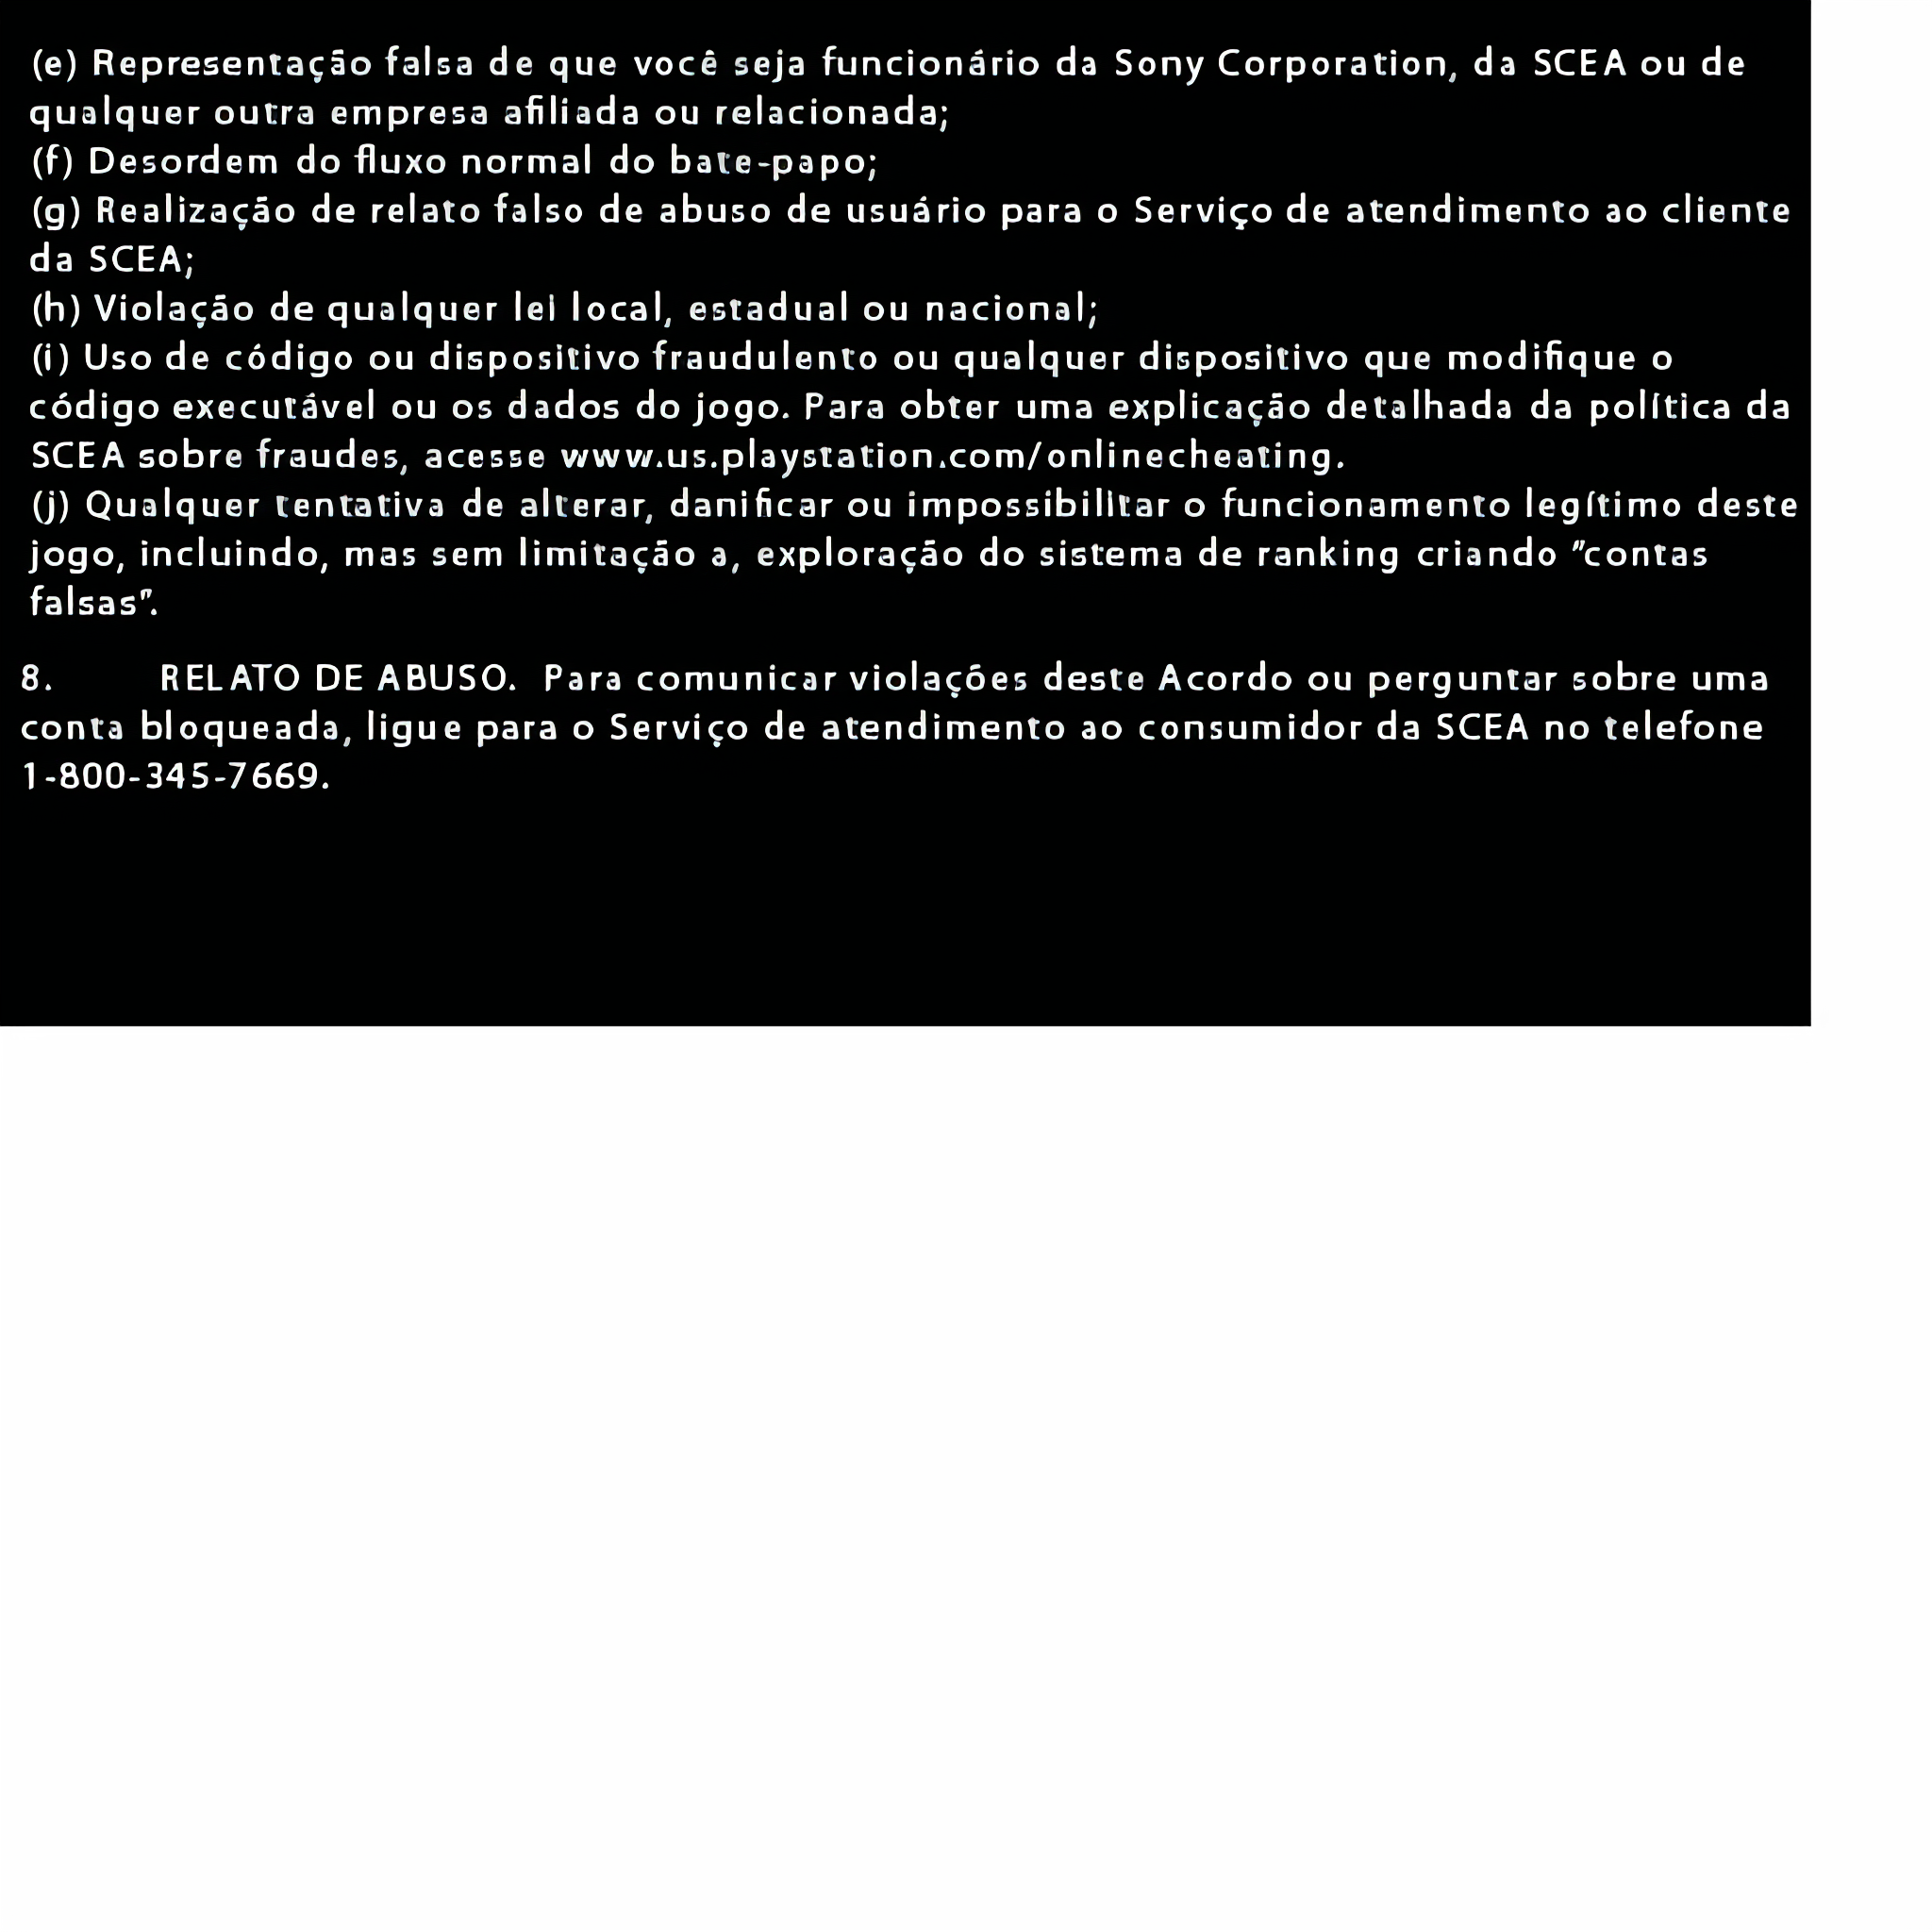 (e) Representação falsa de que você seja funcionário da Sony Corporation, da SCEA ou de
qualquer outra empresa afiliada ou relacionada;
(f) Desordem do fluxo normal do bate-papo;
(g) Realização de relato falso de abuso de usuário para o Serviço de atendimento ao cliente
da SCEA;
(h) Violação de qualquer lei local, estadual ou nacional;
(i) Uso de código ou dispositivo fraudulento ou qualquer dispositivo que modifique o
código executável ou os dados do jogo. Para obter uma explicação detalhada da política da
SCEA sobre fraudes, acesse www.us.playstation.com/onlinecheating.
(j) Qualquer tentativa de alterar, danificar ou impossibilitar o funcionamento legítimo deste
jogo, incluindo, mas sem limitação a, exploração do sistema de ranking criando "contas
falsas".
8. RELATO DE ABUSO. Para comunicar violações deste Acordo ou perguntar sobre uma
conta bloqueada, ligue para o Serviço de atendimento ao consumidor da SCEA no telefone
1-800-345-7669.